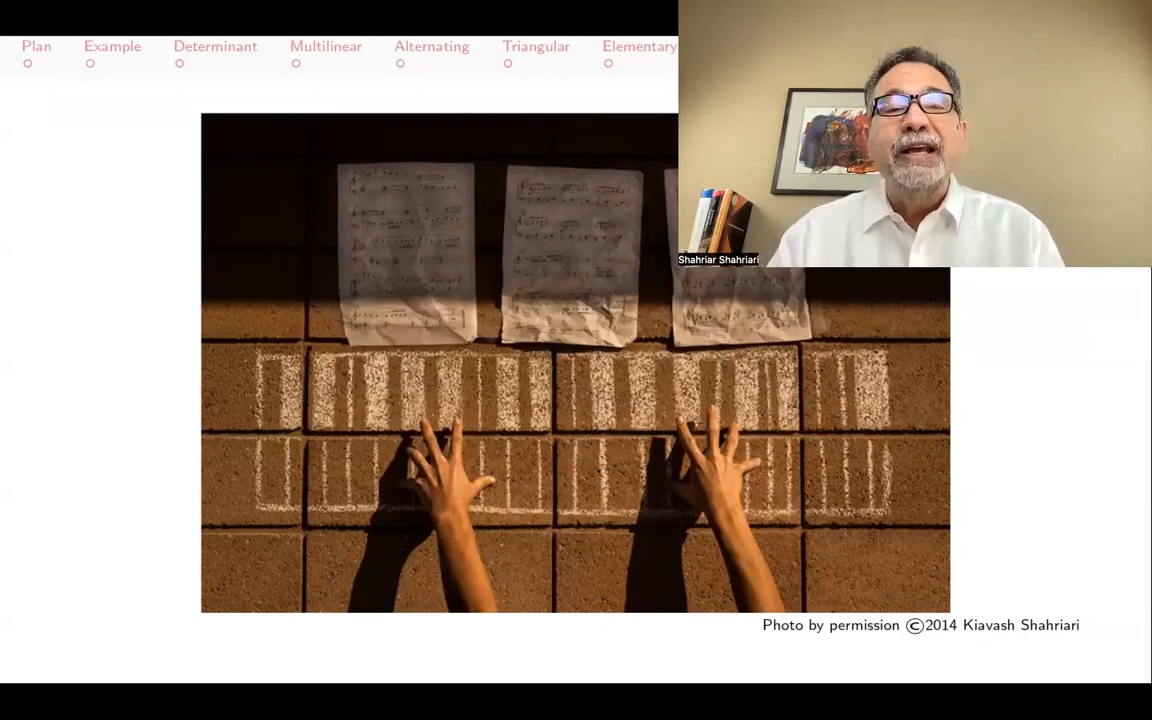 Plan Example Determinant Multilinear Alternating Triangular Elementary
Shahriar Shahriari
Photo by permission ©2014 Kiavash Shahriari